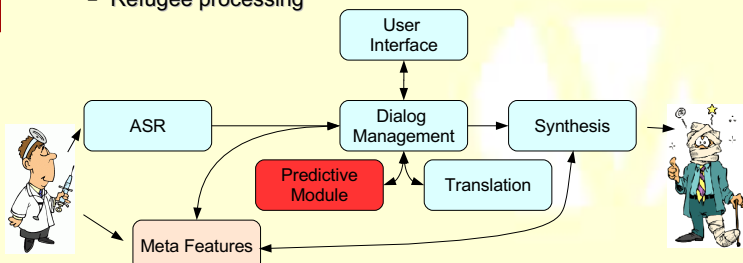 – Refugee processing
User
Interface
ASR
Dialog
Management
Synthesis
Predictive
Module
Translation
Meta Features